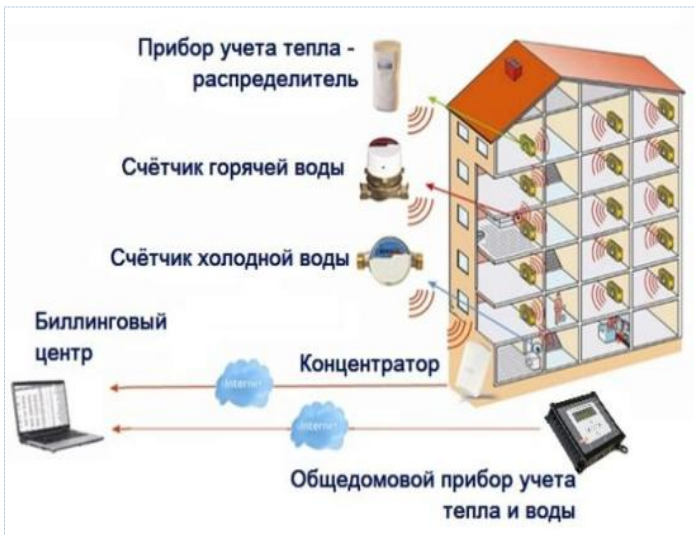 Прибор учета тепла -
распределитель
Счётчик горячей воды
Счётчик холодной воды
Биллинговый
центр
Концентратор
Internet
Internet
Общедомовой прибор учета
тепла и воды